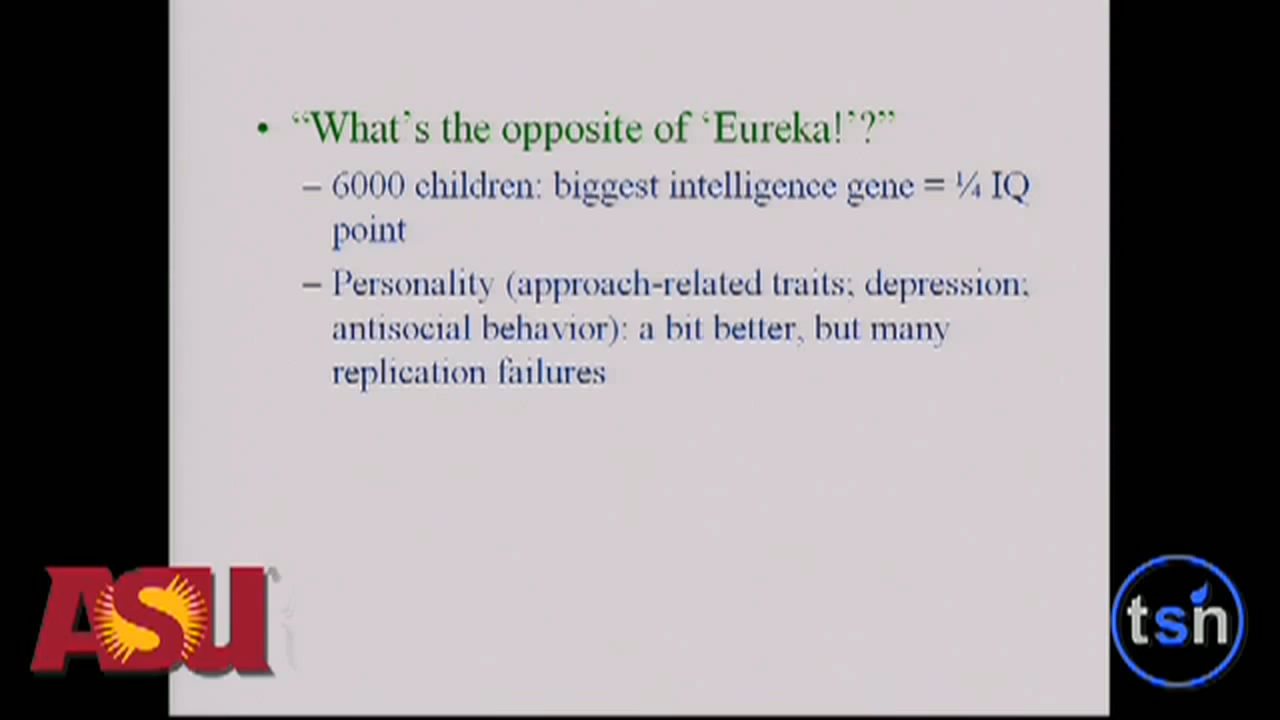 • “What’s the opposite of ‘Eureka!’?”
– 6000 children: biggest intelligence gene = ¼ IQ
point
– Personality (approach-related traits; depression;
antisocial behavior): a bit better, but many
replication failures
ASU
tsn